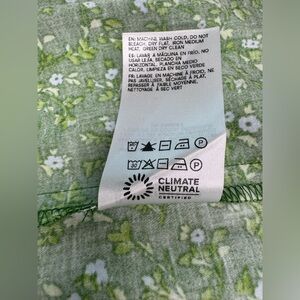 EN: MACHINE WASH COLD, DO NOT
BLEACH, DRY FLAT, IRON MEDIUM
HEAT, GREEN DRY CLEAN
ES: LAVAR A MÁQUINA EN FRÍO, NO
USAR LEJÍA, SECADO EN
HORIZONTAL, PLANCHA MEDIO
CALOR, LIMPIEZA EN SECO VERDE
FR: LAVAGE EN MACHINE À FROID, NE
PAS JAVELLISER, SÉCHAGE À PLAT,
REPASSER À FAIBLE MOYENNE,
NETTOYAGE À SEC VERT
P
P
CLIMATE
NEUTRAL
CERTIFIED